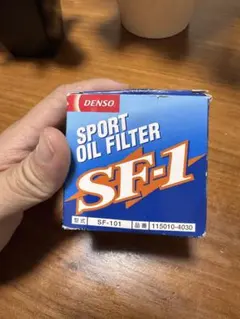 DENSO
SPORT
OIL FILTER
SF-1
型式 SF-101 品番 115010-4030